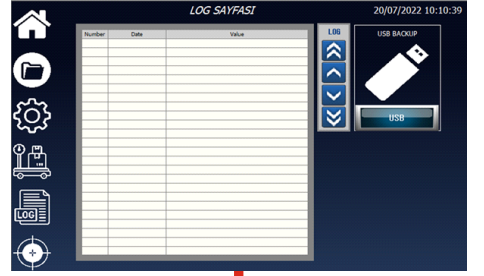 LOG SAYFASI
20/07/2022 10:10:39
Number Date Value
LOG
USB BACKUP
USB
LOG